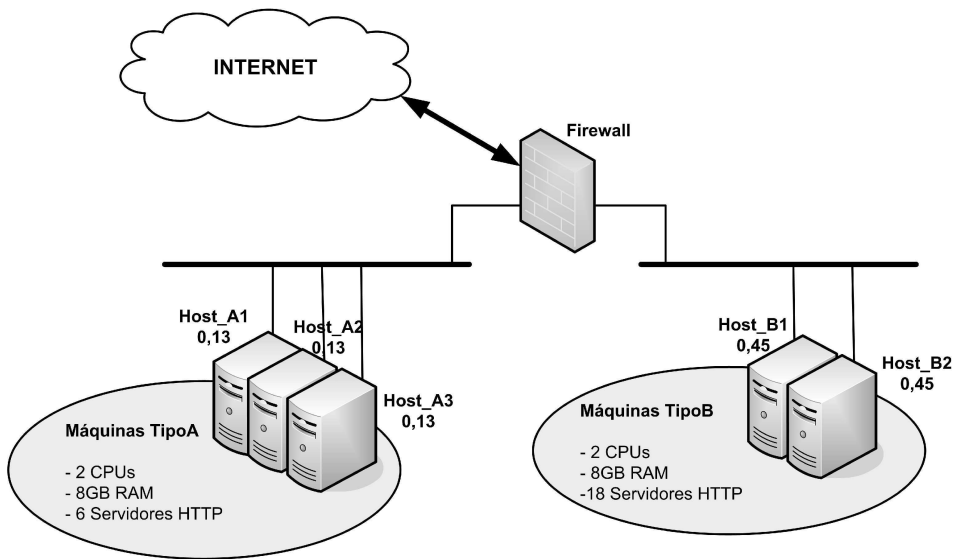 INTERNET
Firewall
Host_A1
0,13
Host_A2
0,13
Host_A3
0,13
Máquinas TipoA
- 2 CPUs
- 8GB RAM
- 6 Servidores HTTP
Host_B1
0,45
Host_B2
0,45
Máquinas TipoB
- 2 CPUs
- 8GB RAM
-18 Servidores HTTP